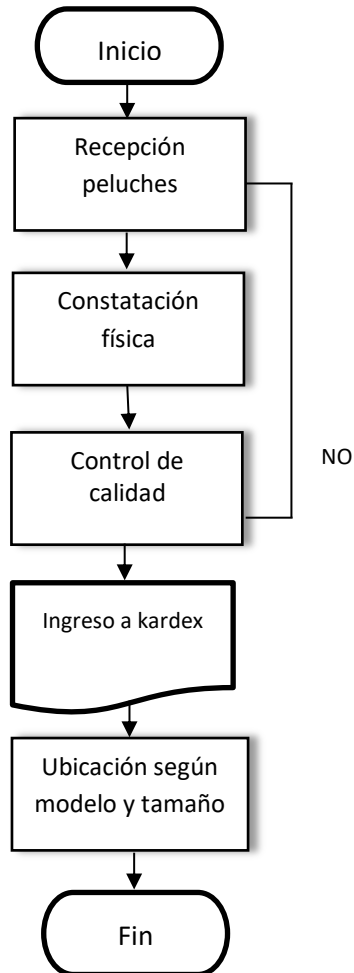 Inicio
Recepción
peluches
Constatación
física
Control de
calidad
NO
Ingreso a kardex
Ubicación según
modelo y tamaño
Fin